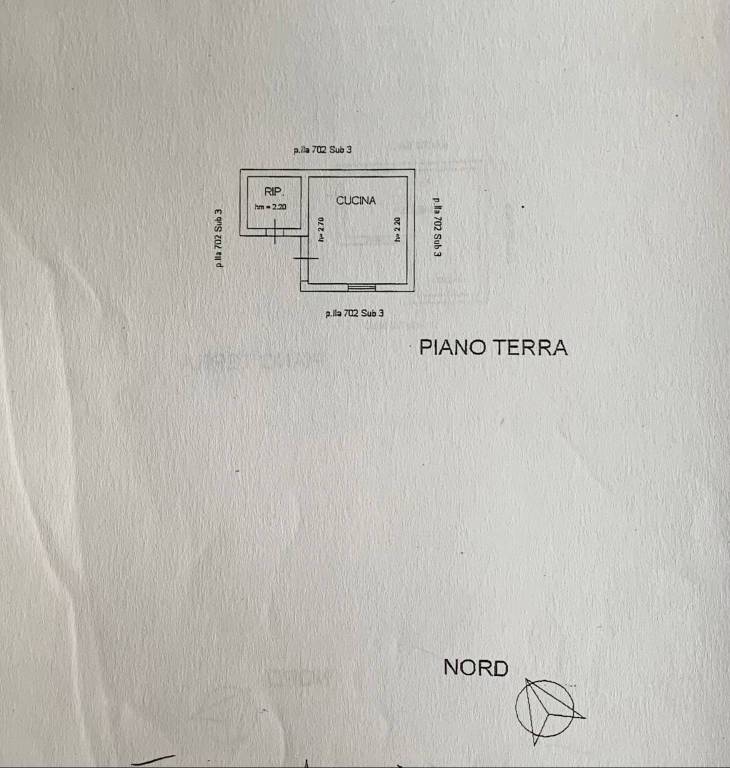 p.lla 702 Sub 3
RIP.
hm = 2.20
CUCINA
p.lla 702 Sub 3
h= 2.70
h= 2.20
p.lla 702 Sub 3
p.lla 702 Sub 3
PIANO TERRA
NORD